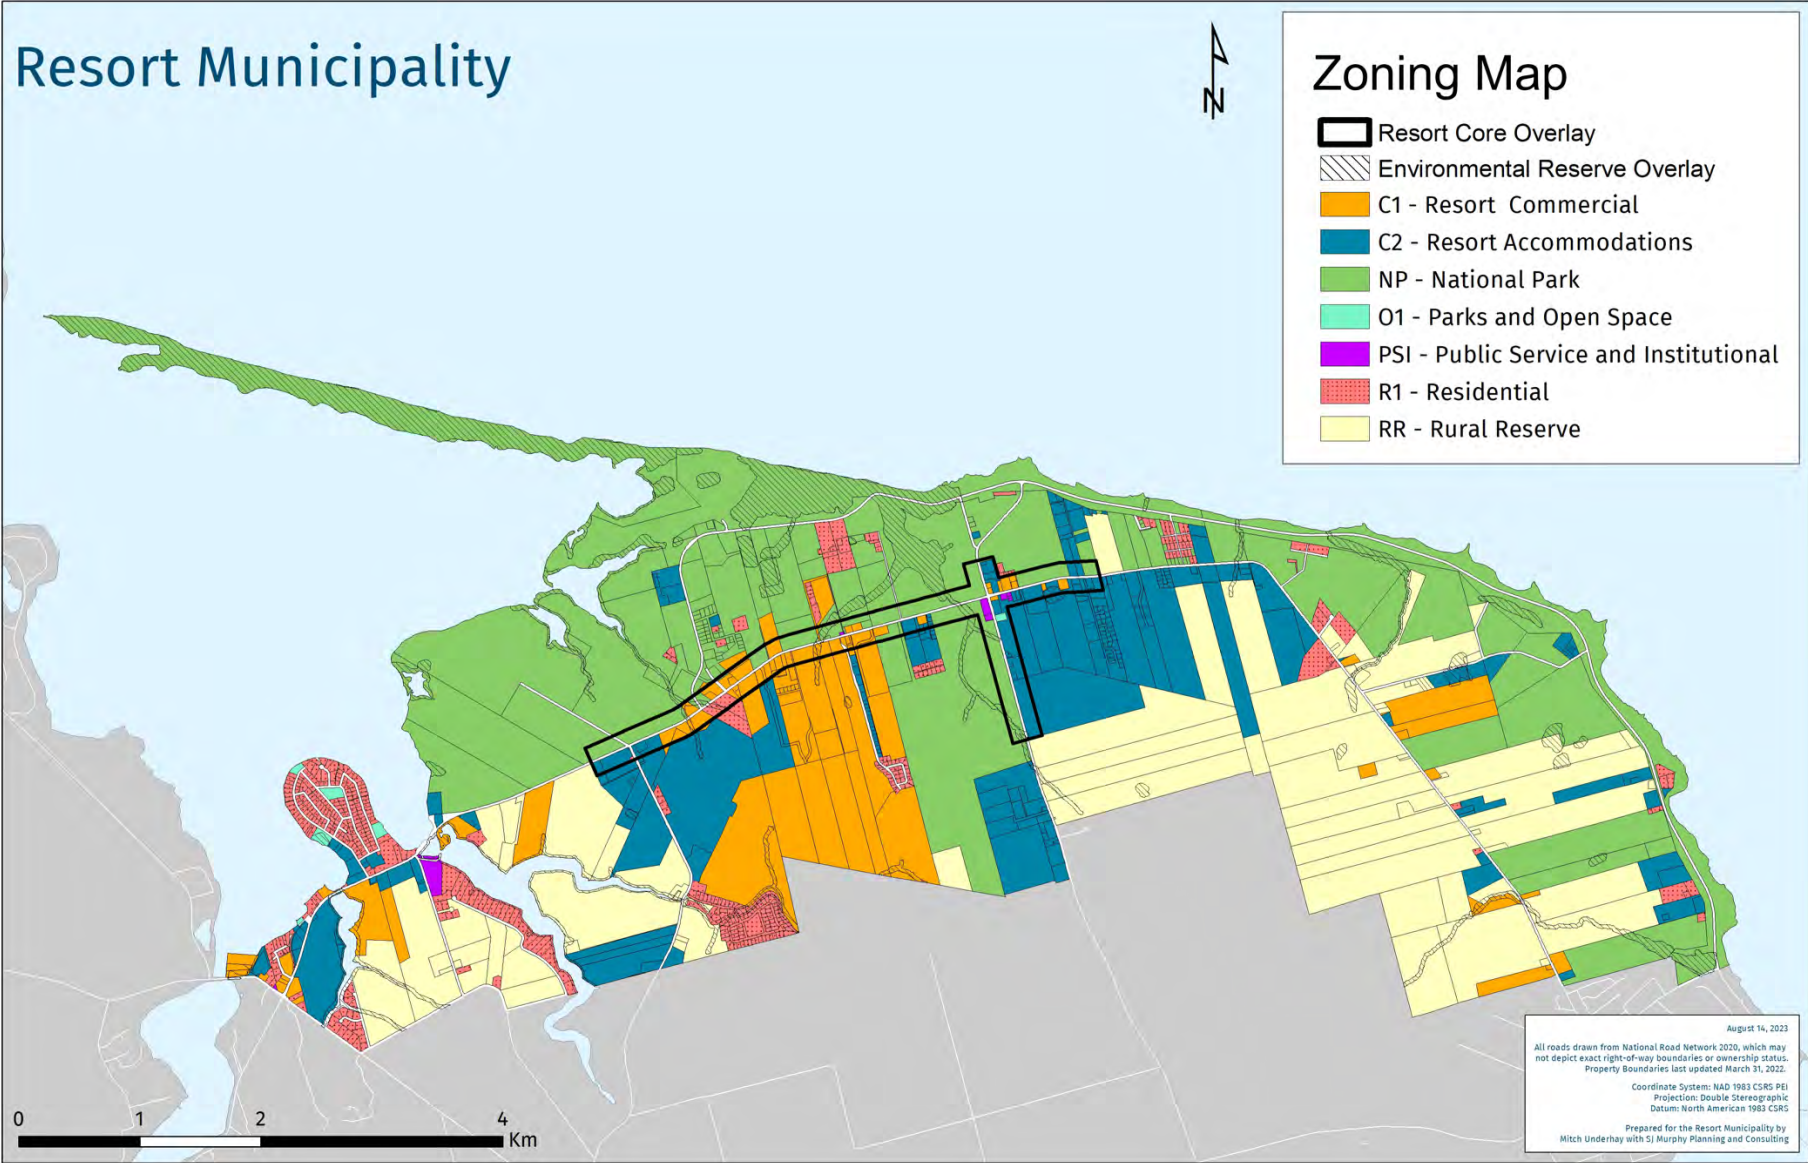 Resort Municipality
N
Zoning Map
Resort Core Overlay
Environmental Reserve Overlay
C1 - Resort Commercial
C2 - Resort Accommodations
NP - National Park
O1 - Parks and Open Space
PSI - Public Service and Institutional
R1 - Residential
RR - Rural Reserve
August 14, 2023
All roads drawn from National Road Network 2020, which may
not depict exact right-of-way boundaries or ownership status.
Property Boundaries last updated March 31, 2022.
Coordinate System: NAD 1983 CSRS PEI
Projection: Double Stereographic
Datum: North American 1983 CSRS
Prepared for the Resort Municipality by
Mitch Underhay with SJ Murphy Planning and Consulting
0 1 2 4
Km